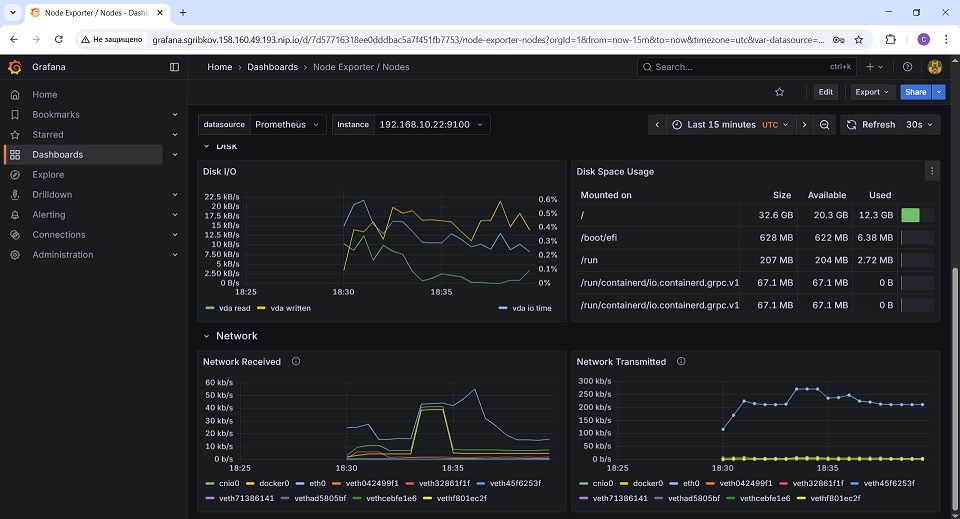 Node Exporter / Nodes - Dashb
Не защищено
grafana.sgribkov.158.160.49.193.nip.io/d/7d57716318ee0dddbac5a7f451fb7753/node-exporter-nodes?orgId=1&from=now-15m&to=now&timezone=utc&var-datasource=...
C
Grafana
Home
Dashboards
Node Exporter / Nodes
Search...
ctrl+k
Edit
Export
Share
Home
Bookmarks
Starred
Dashboards
Explore
Drilldown
Alerting
Connections
Administration
datasource
Prometheus
Instance
192.168.10.22:9100
Last 15 minutes UTC
Refresh
30s
Disk
Disk I/O
22.5 kB/s
20 kB/s
17.5 kB/s
15 kB/s
12.5 kB/s
10 kB/s
7.50 kB/s
5 kB/s
2.50 kB/s
0 B/s
0.6%
0.5%
0.4%
0.3%
0.2%
0.1%
0%
18:25 18:30 18:35
vda read vda written vda io time
Disk Space Usage
Mounted on Size Available Used
/ 32.6 GB 20.3 GB 12.3 GB
/boot/efi 628 MB 622 MB 6.38 MB
/run 207 MB 204 MB 2.72 MB
/run/containerd/io.containerd.grpc.v1 67.1 MB 67.1 MB 0 B
/run/containerd/io.containerd.grpc.v1 67.1 MB 67.1 MB 0 B
Network
Network Received
60 kb/s
50 kb/s
40 kb/s
30 kb/s
20 kb/s
10 kb/s
0 b/s
18:25 18:30 18:35
cnio0 docker0 eth0 veth042499f1 veth32861f1f veth45f6253f
veth71386141 vethad5805bf vethcebfe1e6 vethf801ec2f
Network Transmitted
300 kb/s
250 kb/s
200 kb/s
150 kb/s
100 kb/s
50 kb/s
0 b/s
18:25 18:30 18:35
cnio0 docker0 eth0 veth042499f1 veth32861f1f veth45f6253f
veth71386141 vethad5805bf vethcebfe1e6 vethf801ec2f